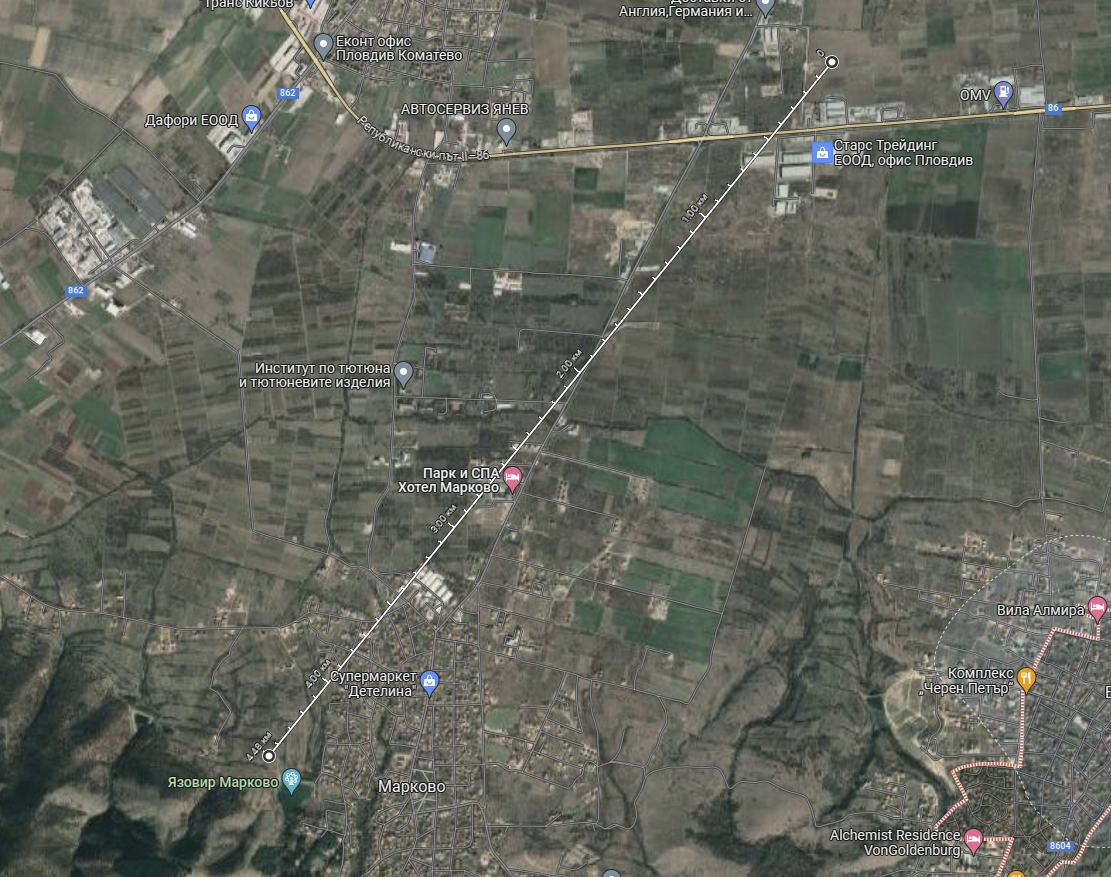 Транс Кикьов
Доставки от
Англия,Германия и...
0
Еконт офис
Пловдив Коматево
862
OMV
86
АВТОСЕРВИЗ ЯНЕВ
Дафори ЕООД
Републикански път II–86
Старс Трейдинг
ЕООД, офис Пловдив
1,00 км
862
2,00 км
Институт по тютюна
и тютюневите изделия
Парк и СПА
Хотел Марково
3,00 км
Вила Алмира
4,00 км
Супермаркет
"Детелина"
Комплекс
„Черен Петър“
4,48 км
Язовир Марково
Марково
Alchemist Residence
VonGoldenburg
8604